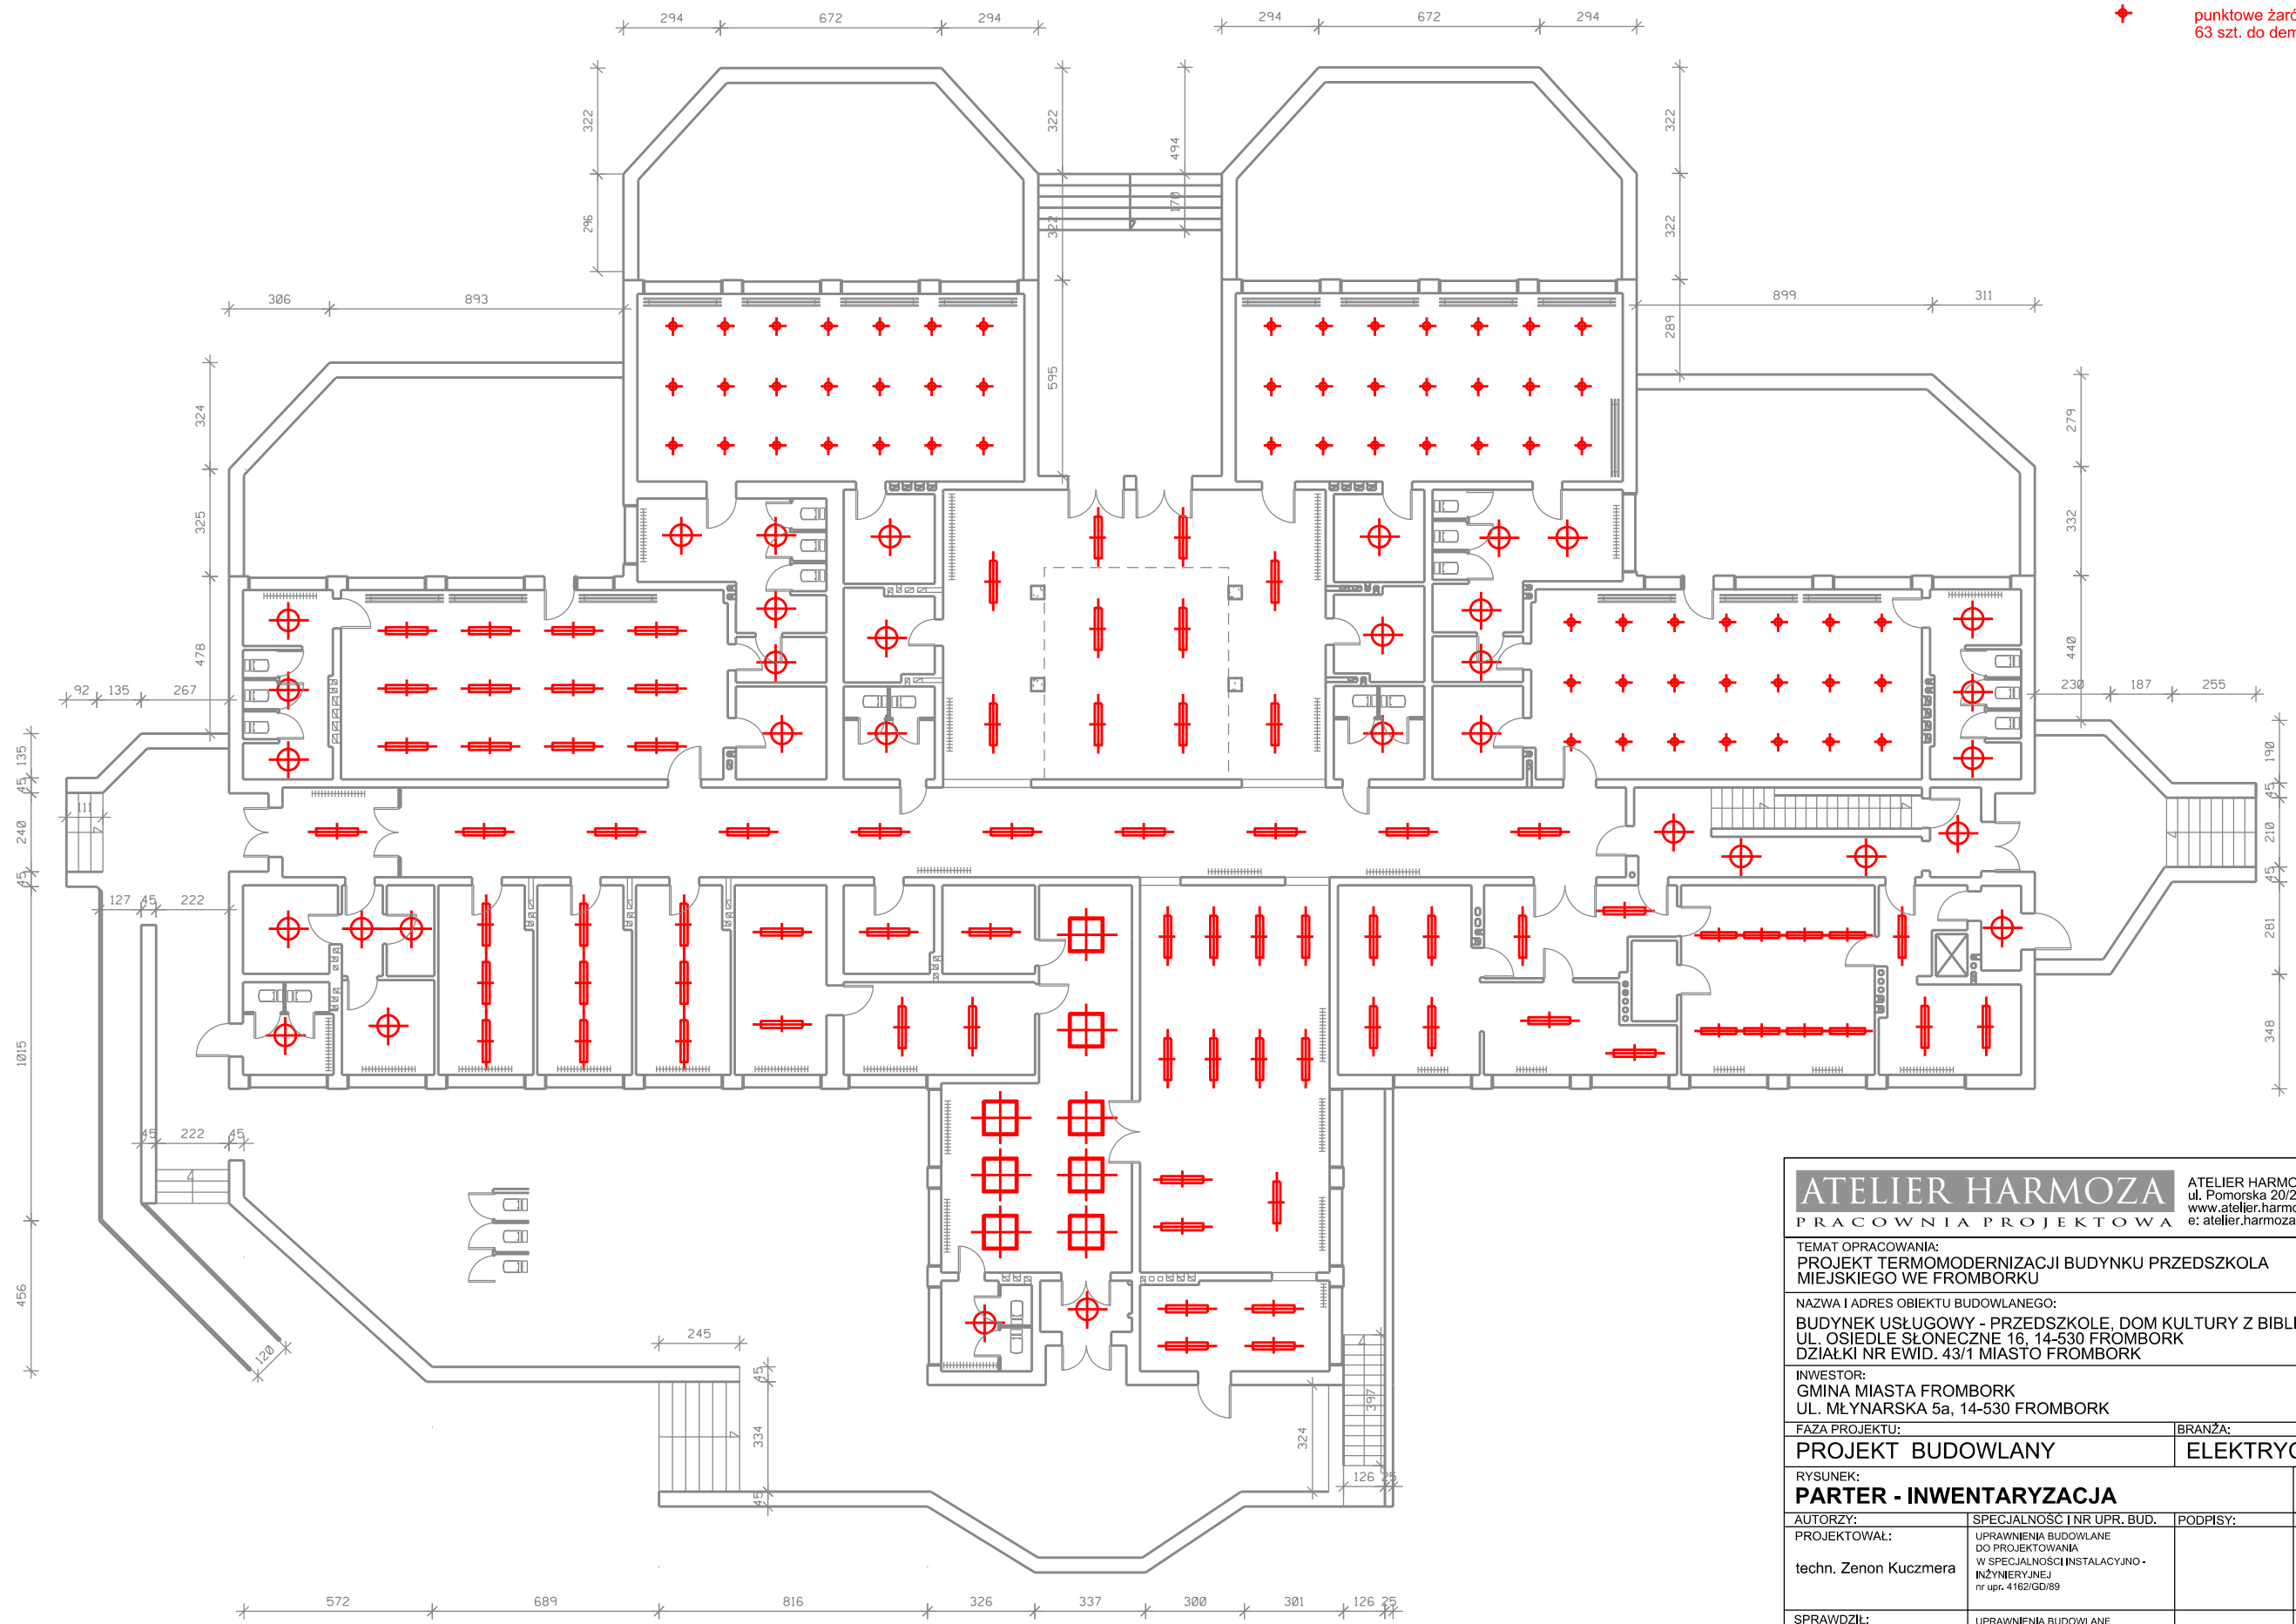 294 672 294 294 672 294
punktowe
63 szt. do
322 322 494 322
296 322 170 322
306 893 899 311
595 289
324 279
325 332
478 440
92 135 267 230 187 255
135 190
45 45
111
240 210
45 45
127 45 222 281
1015 348
45 222 45
456
120
245
45
334
45
397
324
126 25
572 689 816 326 337 300 301 126 25
ATELIER HARMOZA
PRACOWNIA PROJEKTOWA
ATELIER
ul. Pomorska
www.atelier.
e: atelier.harmoza
TEMAT OPRACOWANIA:
PROJEKT TERMOMODERNIZACJI BUDYNKU PRZEDSZKOLA
MIEJSKIEGO WE FROMBORKU
NAZWA I ADRES OBIEKTU BUDOWLANEGO:
BUDYNEK USŁUGOWY - PRZEDSZKOLE, DOM KULTURY Z
UL. OSIEDLE SŁONECZNE 16, 14-530 FROMBORK
DZIAŁKI NR EWID. 43/1 MIASTO FROMBORK
INWESTOR:
GMINA MIASTA FROMBORK
UL. MŁYNARSKA 5a, 14-530 FROMBORK
FAZA PROJEKTU: BRANŻA:
PROJEKT BUDOWLANY
RYSUNEK:
PARTER - INWENTARYZACJA
AUTORZY: SPECJALNOŚĆ I NR UPR. BUD. PODPISY:
PROJEKTOWAŁ:
techn. Zenon Kuczmera
UPRAWNIENIA BUDOWLANE
DO PROJEKTOWANIA
W SPECJALNOŚCI INSTALACYJNO -
INŻYNIERYJNEJ
nr upr. 4162/GD/89
SPRAWDZIŁ: UPRAWNIENIA BUDOWLANE